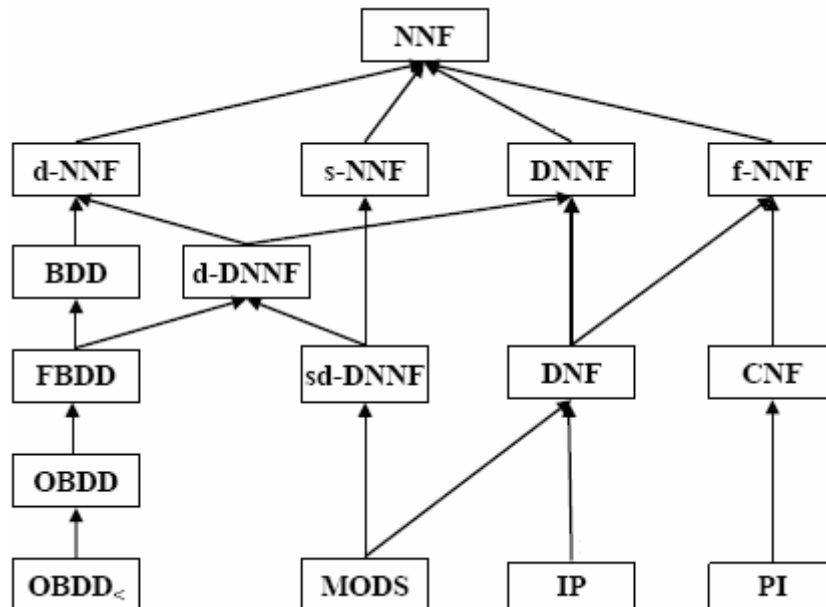 NNF
d-NNF
s-NNF
DNNF
f-NNF
BDD
d-DNNF
FBDD
sd-DNNF
DNF
CNF
OBDD
OBDD<
MODS
IP
PI